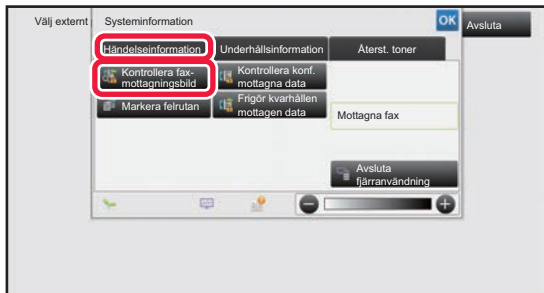 Välj externt
Systeminformation
OK
Avsluta
Händelseinformation
Underhållsinformation
Återst. toner
Kontrollera fax-
mottagningsbild
Kontrollera konf.
mottagna data
Markera felrutan
Frigör kvarhållen
mottagen data
Mottagna fax
Avsluta
fjärranvändning